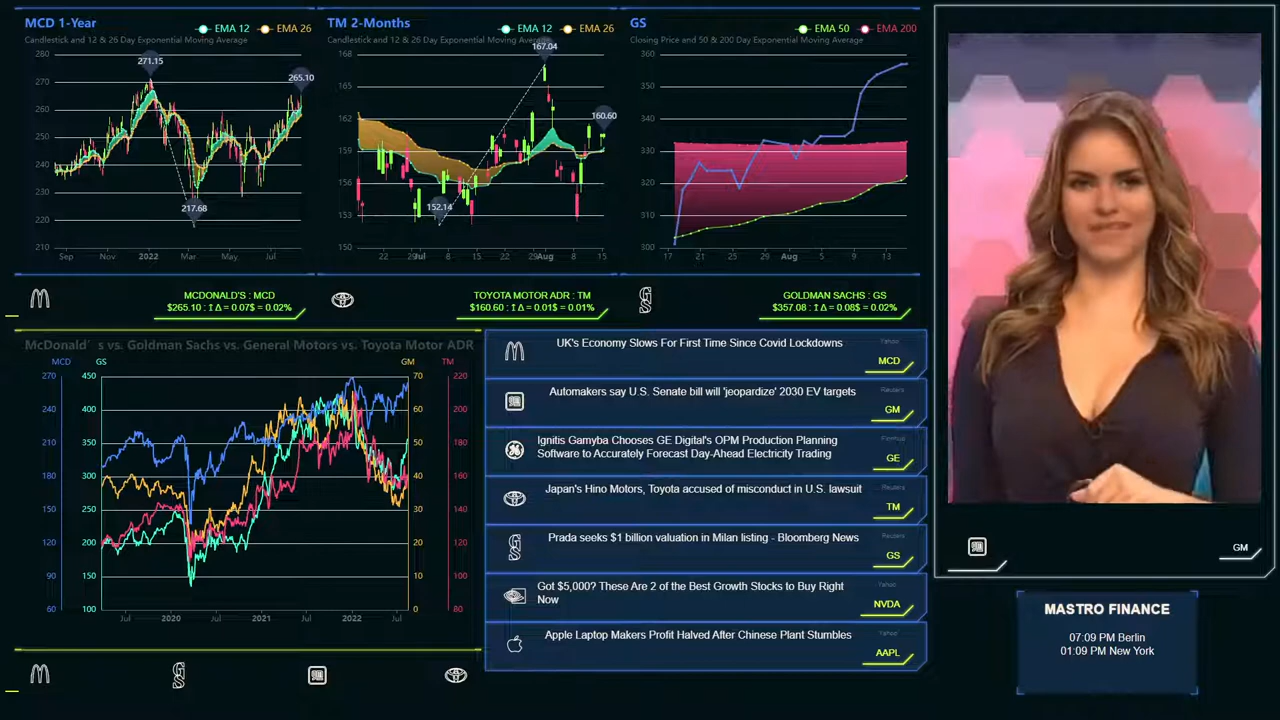 MCD 1-Year
EMA 12 EMA 26
Candlestick and 12 & 26 Day Exponential Moving Average
280
270
260
250
240
230
220
210
271.15
265.10
217.68
Sep Nov 2022 Mar May Jul
TM 2-Months
EMA 12 EMA 26
Candlestick and 12 & 26 Day Exponential Moving Average
168
165
162
159
156
153
150
167.04
160.60
152.14
22 29 Jul 8 15 22 29 Aug 8 15
GS
EMA 50 EMA 200
Closing Price and 50 & 200 Day Exponential Moving Average
360
350
340
330
320
310
300
17 21 25 29 Aug 5 9 13
MCDONALD'S : MCD
$265.10 : ↥ Δ = 0.07$ = 0.02%
TOYOTA MOTOR ADR : TM
$160.60 : ↥ Δ = 0.01$ = 0.01%
GOLDMAN SACHS : GS
$357.08 : ↥ Δ = 0.08$ = 0.02%
McDonald's vs. Goldman Sachs vs. General Motors vs. Toyota Motor ADR
MCD GS GM TM
270 450 70 220
240 400 60 200
210 350 50 180
180 300 40 160
150 250 30 140
120 200 20 120
90 150 10 100
60 100 0 80
Jul 2020 Jul 2021 Jul 2022 Jul
UK's Economy Slows For First Time Since Covid Lockdowns
Yahoo
MCD
Automakers say U.S. Senate bill will 'jeopardize' 2030 EV targets
Reuters
GM
Ignitis Gamyba Chooses GE Digital's OPM Production Planning
Software to Accurately Forecast Day-Ahead Electricity Trading
GE
Japan's Hino Motors, Toyota accused of misconduct in U.S. lawsuit
Reuters
TM
Prada seeks $1 billion valuation in Milan listing - Bloomberg News
Reuters
GS
Got $5,000? These Are 2 of the Best Growth Stocks to Buy Right
Now
Yahoo
NVDA
Apple Laptop Makers Profit Halved After Chinese Plant Stumbles
Yahoo
AAPL
GM
MASTRO FINANCE
07:09 PM Berlin
01:09 PM New York